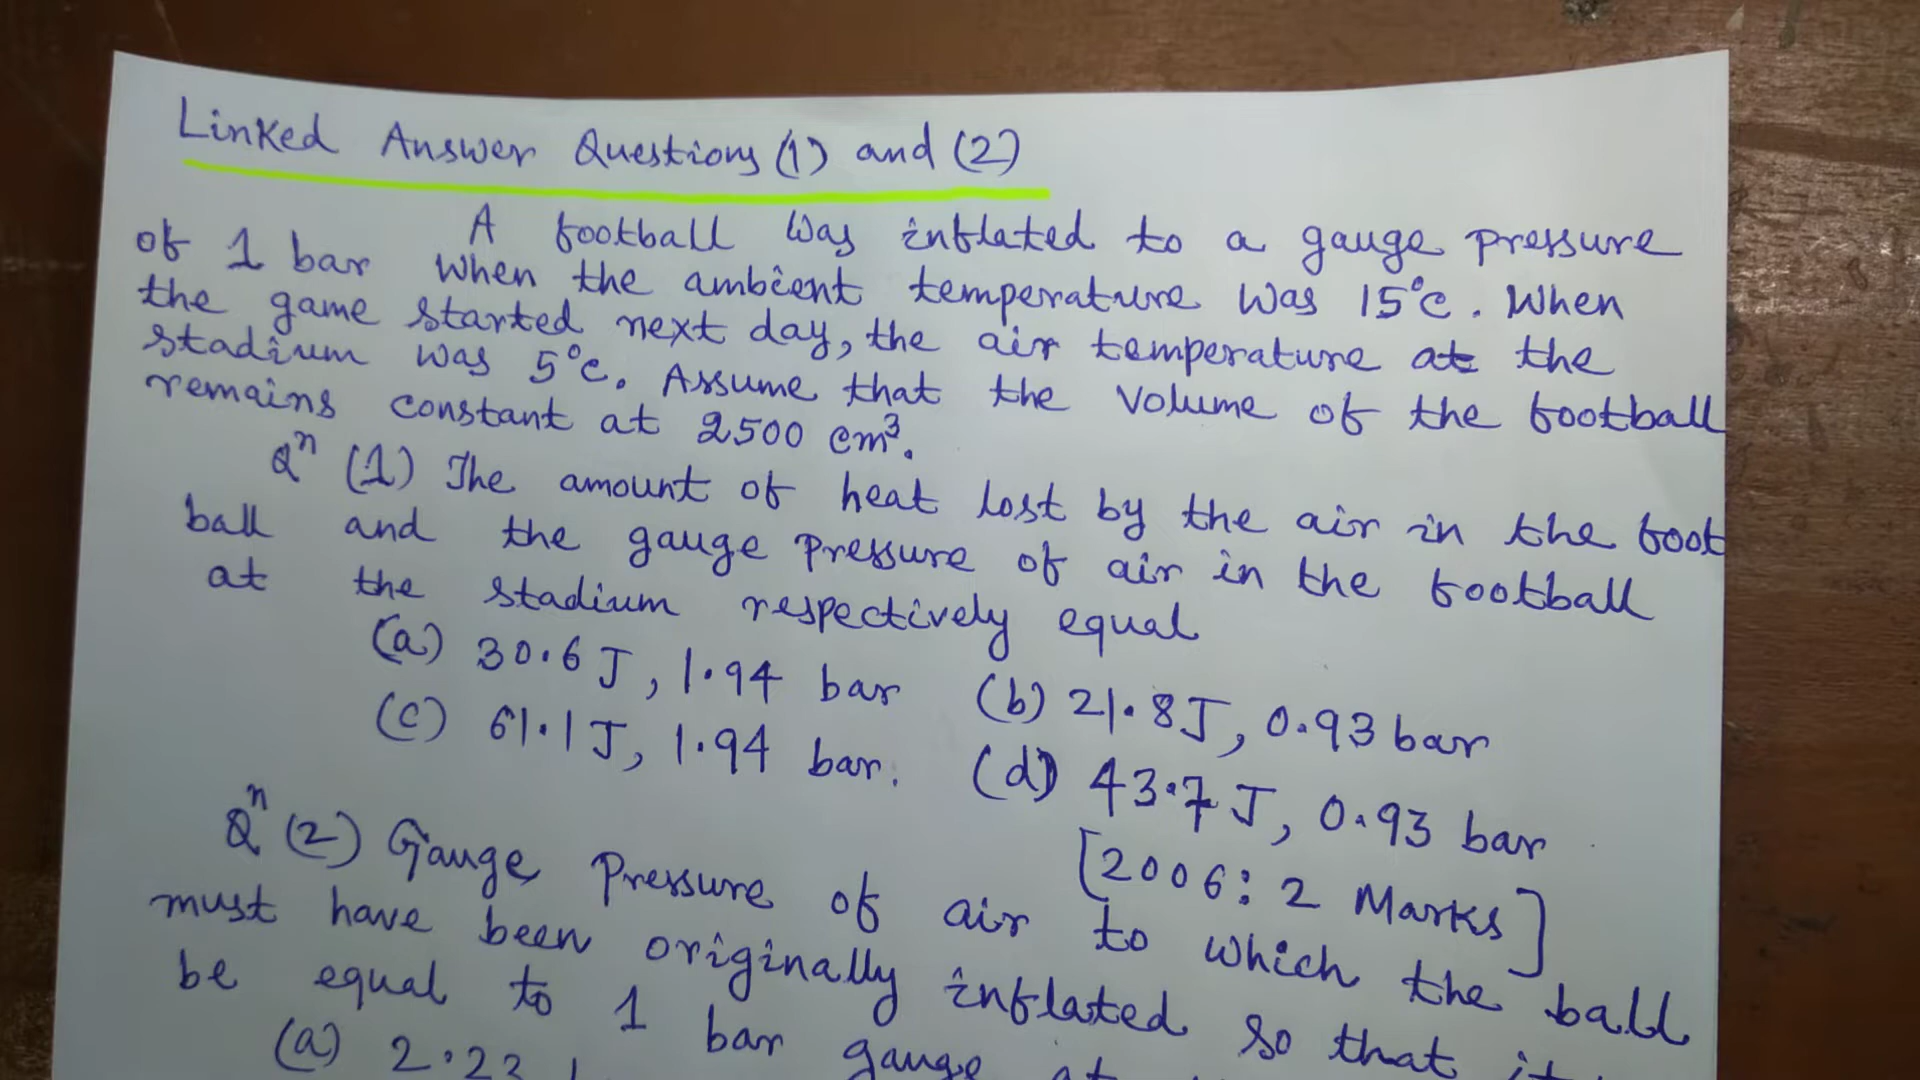 Linked Answer Questions (1) and (2)
A football was inflated to a gauge pressure
of 1 bar when the ambient temperature was 15°c. When
the game started next day, the air temperature at the
stadium was 5°c. Assume that the volume of the football
remains constant at 2500 cm³.
Qⁿ (1) The amount of heat lost by the air in the foot
ball and the gauge pressure of air in the football
at the stadium respectively equal
(a) 30.6 J, 1.94 bar (b) 21.8 J, 0.93 bar
(c) 61.1 J, 1.94 bar. (d) 43.7 J, 0.93 bar
[2006: 2 Marks]
Qⁿ (2) Gauge Pressure of air to which the ball
must have been originally inflated so that it
be equal to 1 bar gauge at
(a) 2.23